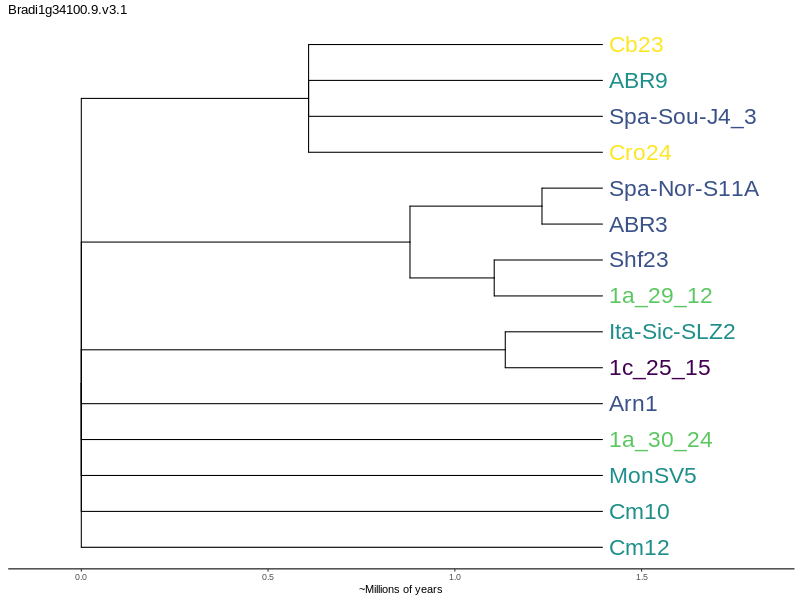 Bradi1g34100.9.v3.1
Cb23
ABR9
Spa-Sou-J4_3
Cro24
Spa-Nor-S11A
ABR3
Shf23
1a_29_12
Ita-Sic-SLZ2
1c_25_15
Arn1
1a_30_24
MonSV5
Cm10
Cm12
0.0 0.5 1.0 1.5
~Millions of years